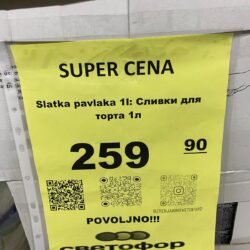 SUPER CENA
Slatka pavlaka 1l: Сливки для
торта 1л
259 90
POVOLJNO!!!
СВЕТОФОР